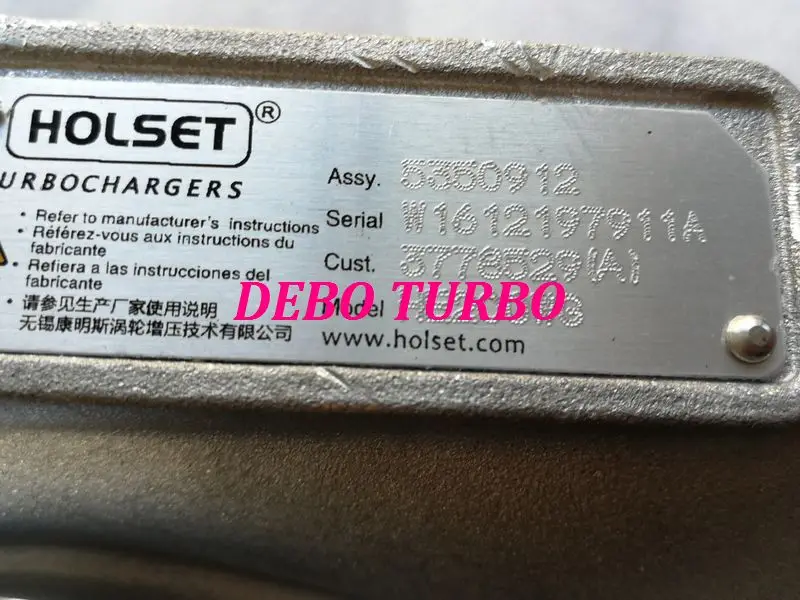 HOLSET®
URBOCHARGERS
• Refer to manufacturer's instructions
• Référez-vous aux instructions du
fabricante
• Refiera a las instrucciones del
fabricante
• 请参见生产厂家使用说明
无锡康明斯涡轮增压技术有限公司
Assy. 5350912
Serial W1612197911A
Cust. 3779529(A)
Model
www.holset.com
DEBO TURBO